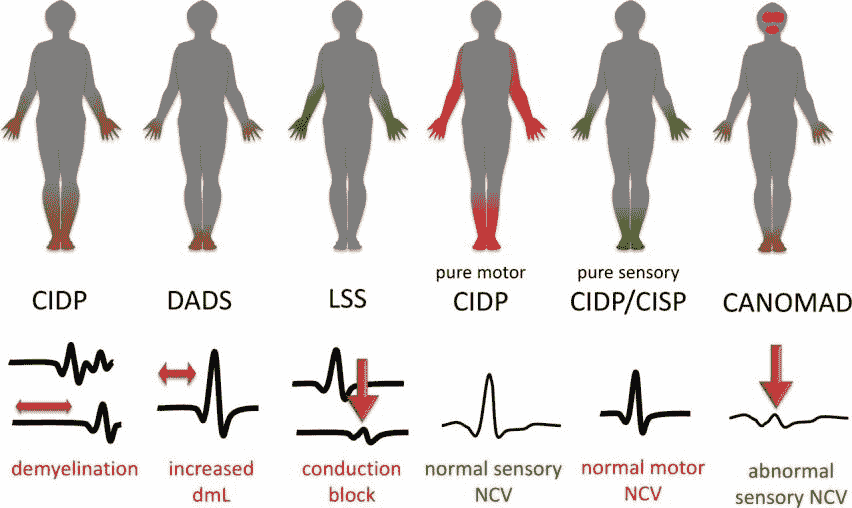 pure motor
pure sensory
CIDP
DADS
LSS
CIDP
CIDP/CISP
CANOMAD
demyelination
increased
dmL
conduction
block
normal sensory
NCV
normal motor
NCV
abnormal
sensory NCV